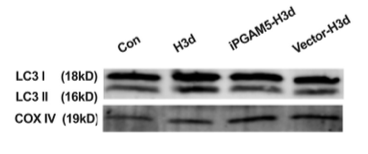 Con H3d iPGAM5-H3d Vector-H3d
LC3 I (18kD)
LC3 II (16kD)
COX IV (19kD)